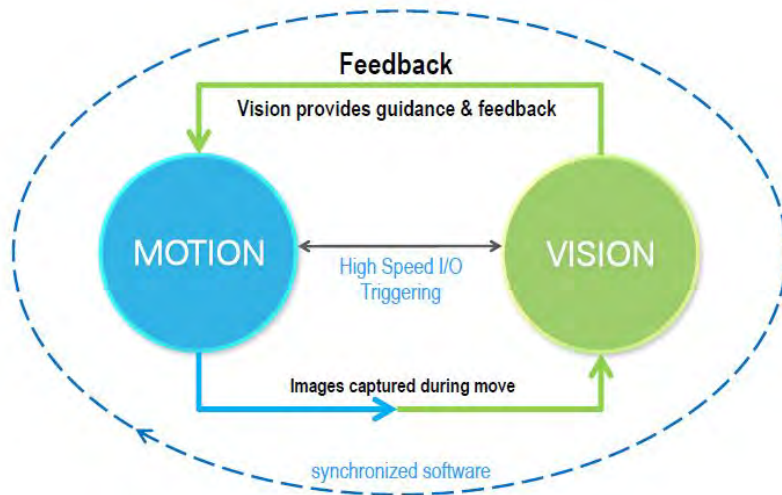 Feedback
Vision provides guidance & feedback
MOTION
VISION
High Speed I/O
Triggering
Images captured during move
synchronized software